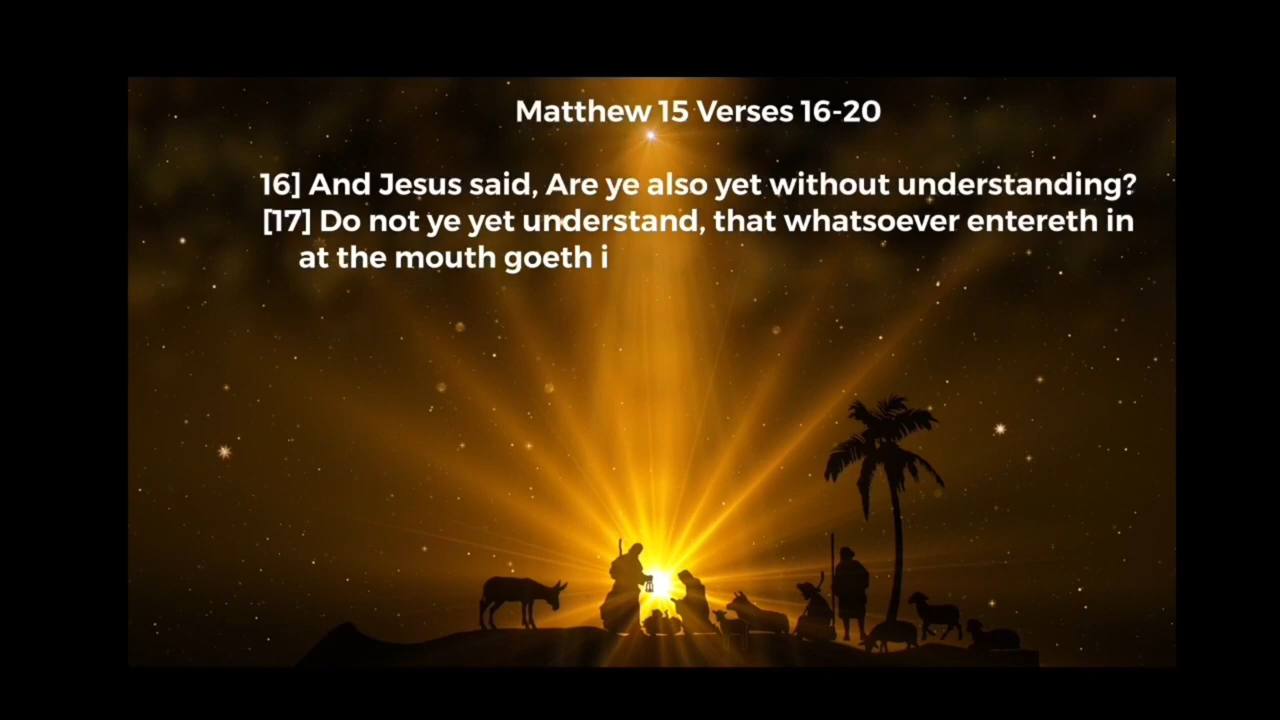 Matthew 15 Verses 16-20
16] And Jesus said, Are ye also yet without understanding?
[17] Do not ye yet understand, that whatsoever entereth in
at the mouth goeth i